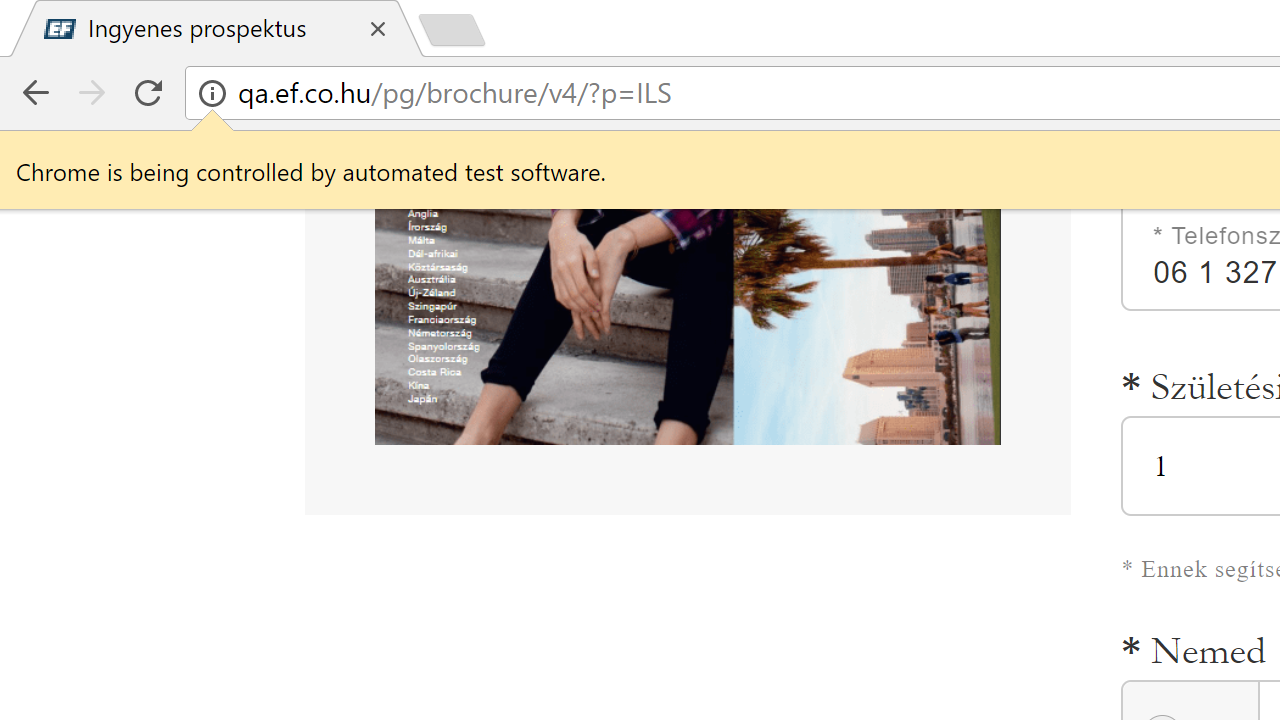 EF Ingyenes prospektus
qa.ef.co.hu/pg/brochure/v4/?p=ILS
Chrome is being controlled by automated test software.
Anglia
Írország
Málta
Dél-afrikai
Köztársaság
Ausztrália
Új-Zéland
Szingapúr
Franciaország
Németország
Spanyolország
Olaszország
Costa Rica
Kína
Japán
* Telefonsz
06 1 327
* Születési
1
* Ennek segítse
* Nemed